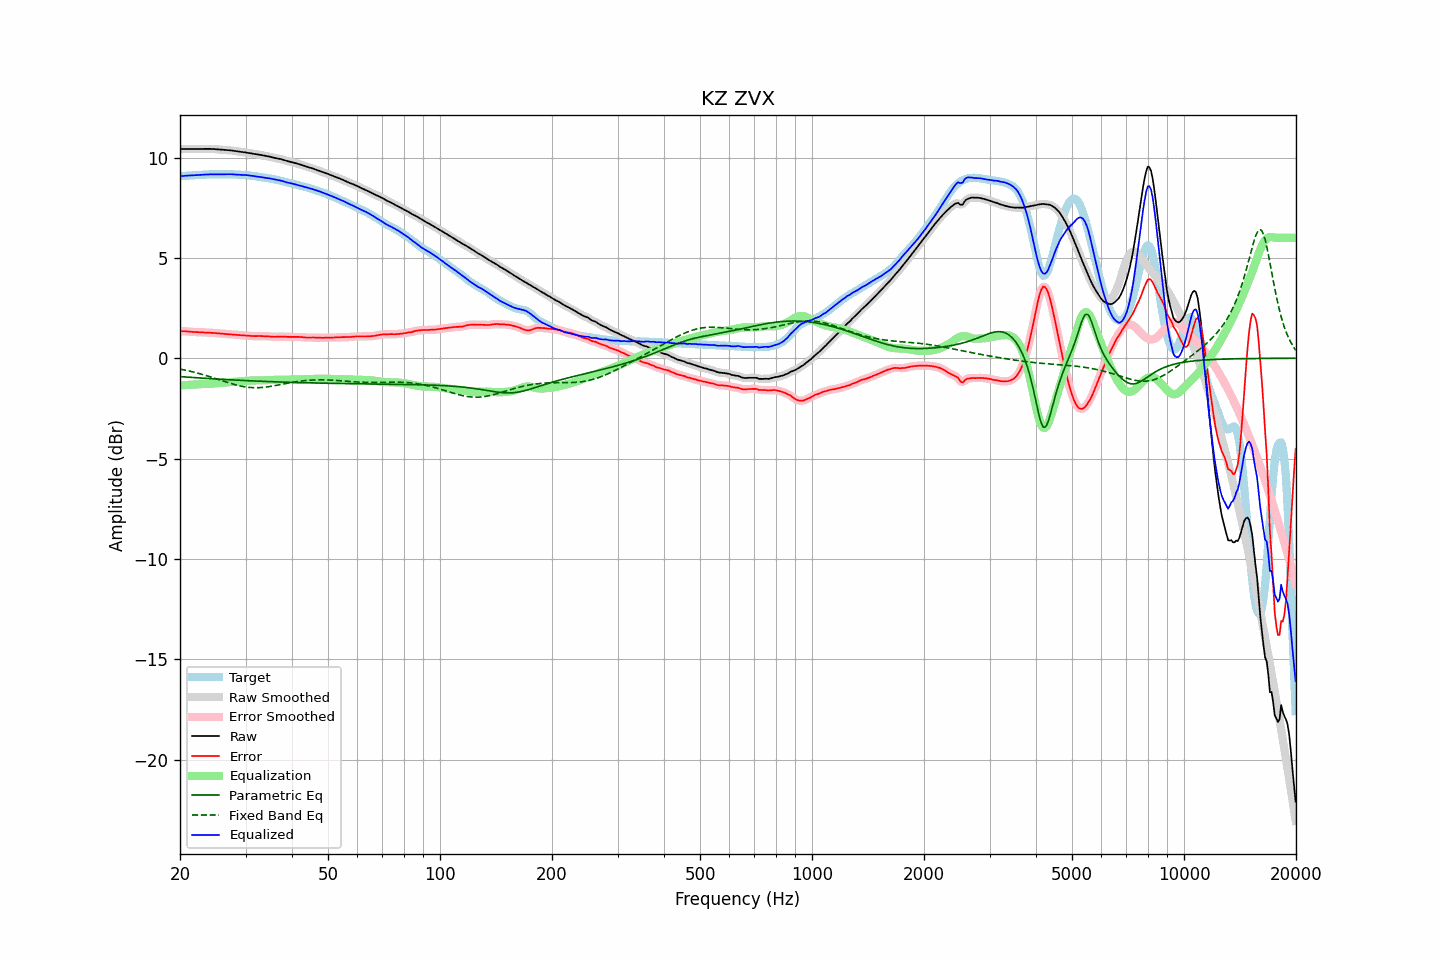 KZ ZVX
10
5
0
−5
−10
−15
−20
Amplitude (dBr)
Target
Raw Smoothed
Error Smoothed
Raw
Error
Equalization
Parametric Eq
Fixed Band Eq
Equalized
20 50 100 200 500 1000 2000 5000 10000 20000
Frequency (Hz)